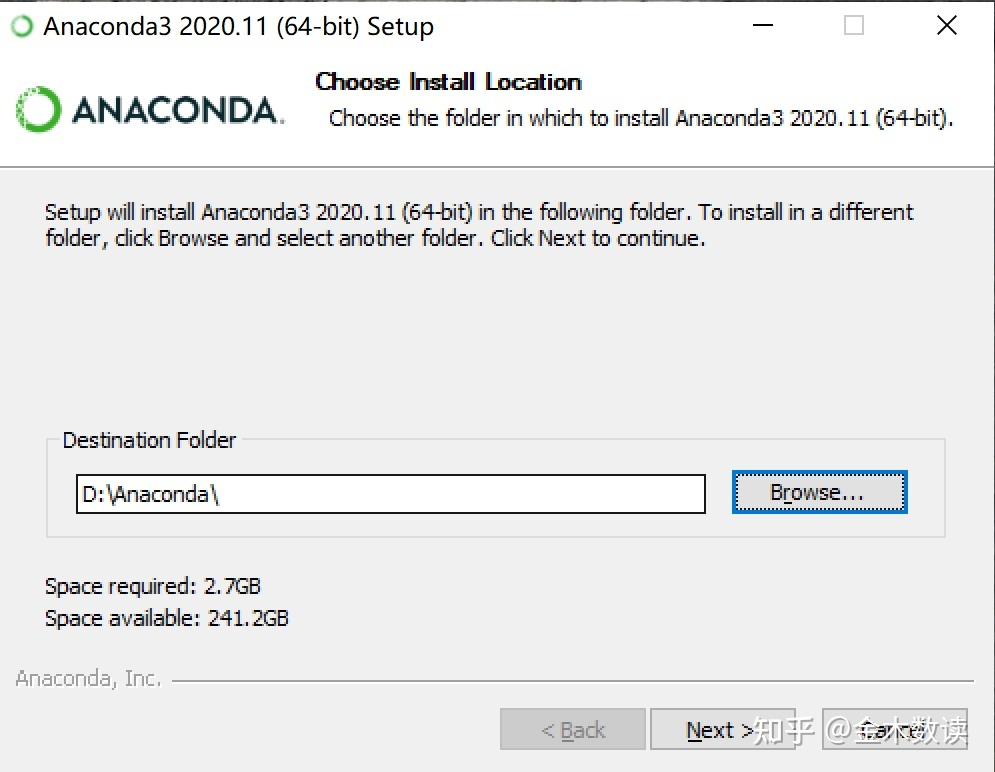 Anaconda3 2020.11 (64-bit) Setup
ANACONDA.
Choose Install Location
Choose the folder in which to install Anaconda3 2020.11 (64-bit).
Setup will install Anaconda3 2020.11 (64-bit) in the following folder. To install in a different
folder, click Browse and select another folder. Click Next to continue.
Destination Folder
D:\Anaconda\
Browse...
Space required: 2.7GB
Space available: 241.2GB
Anaconda, Inc.
< Back
Next >
Cancel
知乎 @金木数读